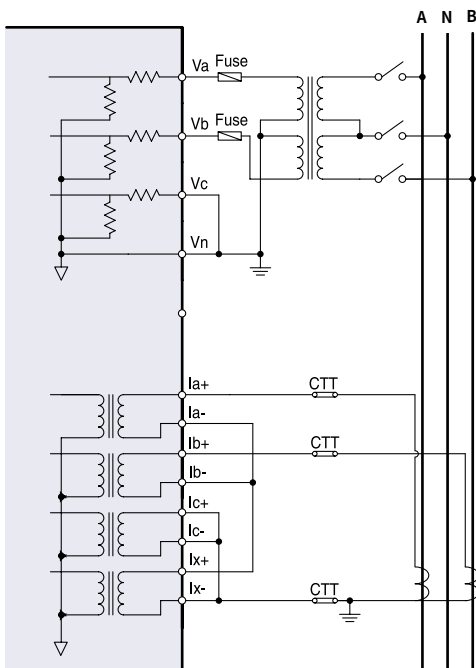 A N B
Va Fuse
Vb Fuse
Vc
Vn
Ia+ CTT
Ia-
Ib+ CTT
Ib-
Ic+
Ic-
Ix+
Ix- CTT